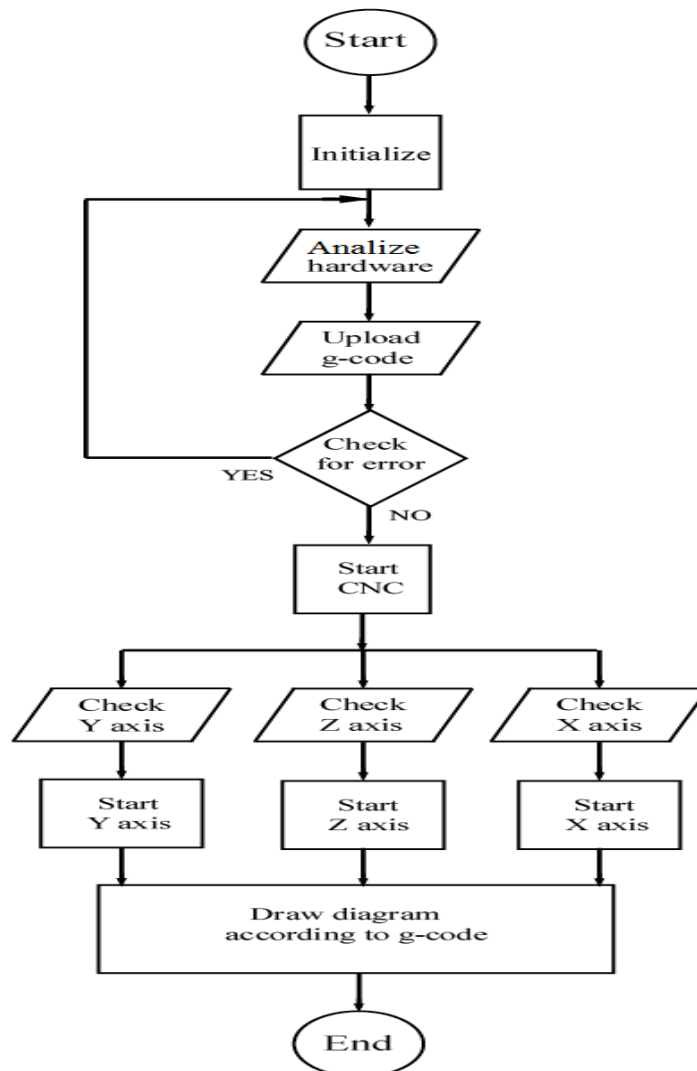 Start
Initialize
Analize
hardware
Upload
g-code
Check
for error
YES
NO
Start
CNC
Check
Y axis
Check
Z axis
Check
X axis
Start
Y axis
Start
Z axis
Start
X axis
Draw diagram
according to g-code
End